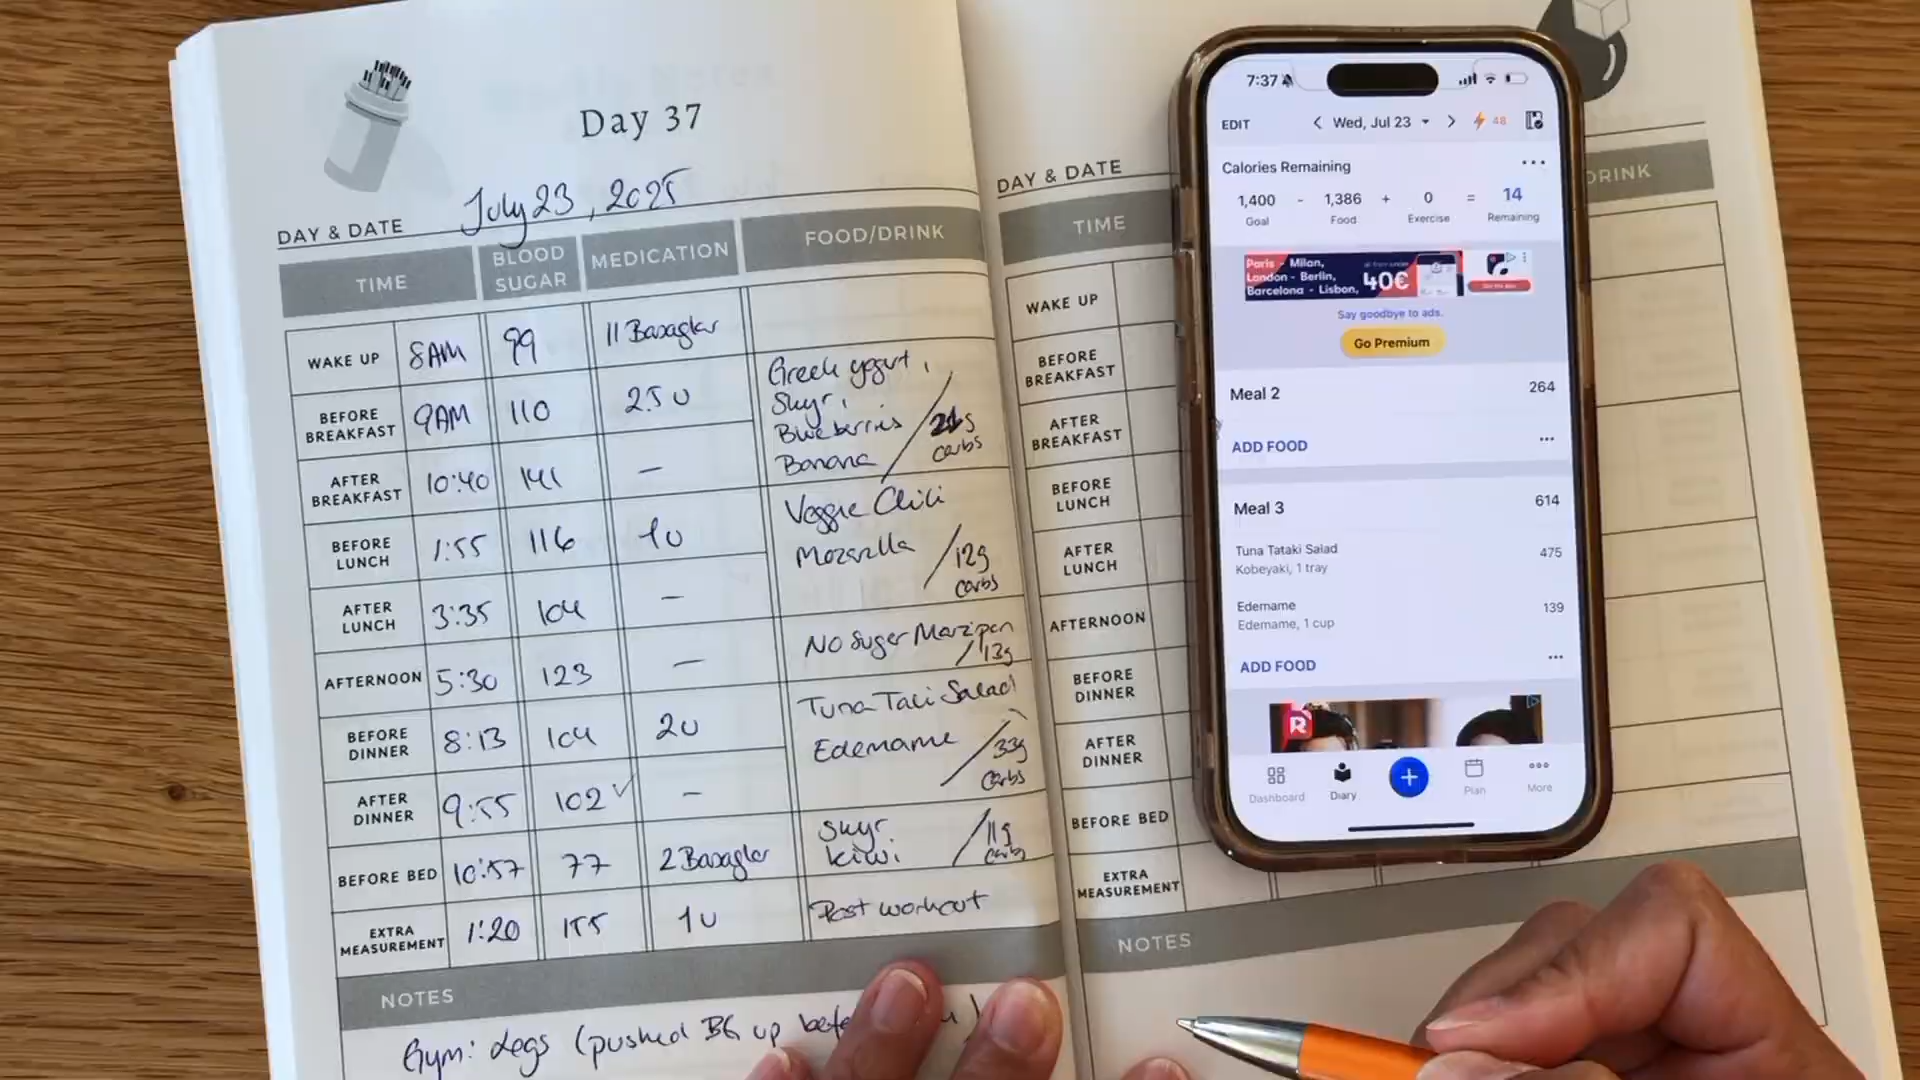 Day 37
DAY & DATE July 23, 2025
TIME BLOOD SUGAR MEDICATION FOOD/DRINK
WAKE UP 8AM 99 11 Basaglar
BEFORE BREAKFAST 9AM 110 2.5 U
Greek yogurt,
Skyr,
Blueberries
Banana
carbs
AFTER BREAKFAST 10:40 141 —
BEFORE LUNCH 1:55 116 1U
Veggie Chili
Mozarella / 12g
carbs
AFTER LUNCH 3:35 104 —
AFTERNOON 5:30 123 —
No Suger Marzipan
/ 13g
BEFORE DINNER 8:13 104 2U
Tuna Taki Salad
Edemame / 33g
carbs
AFTER DINNER 9:55 102 ✓ —
BEFORE BED 10:57 77 2 Basaglar
Skyr
kiwi / 11g
carbs
EXTRA MEASUREMENT 1:20 155 1U Post workout
NOTES
Gym: Legs (pushed BG up
DAY & DATE
TIME
DRINK
WAKE UP
BEFORE BREAKFAST
AFTER BREAKFAST
BEFORE LUNCH
AFTER LUNCH
AFTERNOON
BEFORE DINNER
AFTER DINNER
BEFORE BED
EXTRA MEASUREMENT
NOTES
7:37
EDIT < Wed, Jul 23 > 48
Calories Remaining
1,400 - 1,386 + 0 = 14
Goal Food Exercise Remaining
Paris - Milan,
London - Berlin,
Barcelona - Lisbon,
40€
Say goodbye to ads.
Go Premium
Meal 2 264
ADD FOOD
Meal 3 614
Tuna Tataki Salad 475
Kobeyaki, 1 tray
Edemame 139
Edemame, 1 cup
ADD FOOD
R
Dashboard Diary + Plan More